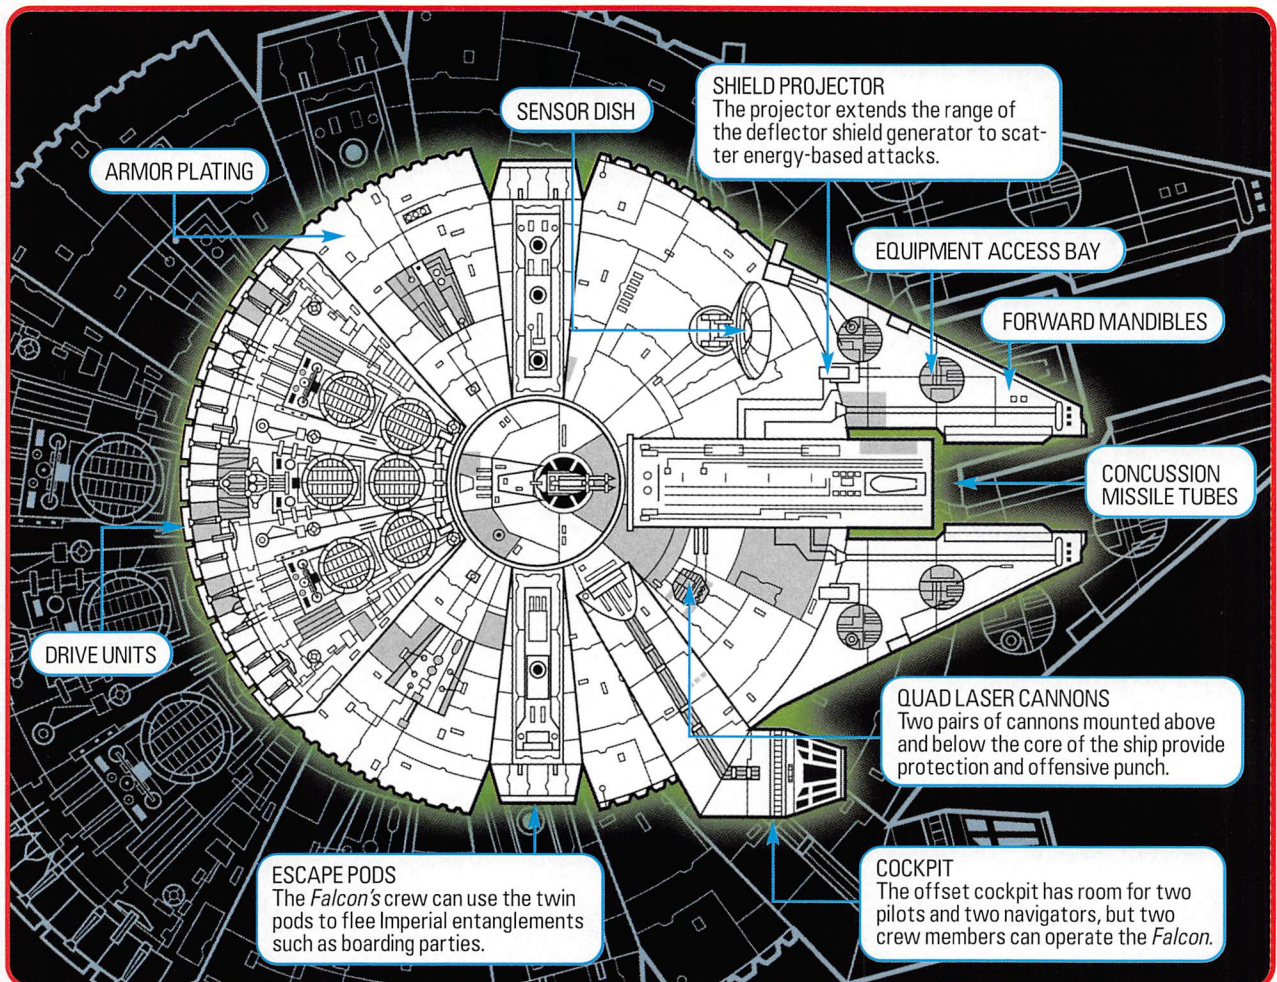 SHIELD PROJECTOR
The projector extends the range of
the deflector shield generator to scat-
ter energy-based attacks.
SENSOR DISH
ARMOR PLATING
EQUIPMENT ACCESS BAY
FORWARD MANDIBLES
CONCUSSION
MISSILE TUBES
DRIVE UNITS
QUAD LASER CANNONS
Two pairs of cannons mounted above
and below the core of the ship provide
protection and offensive punch.
ESCAPE PODS
The Falcon's crew can use the twin
pods to flee Imperial entanglements
such as boarding parties.
COCKPIT
The offset cockpit has room for two
pilots and two navigators, but two
crew members can operate the Falcon.